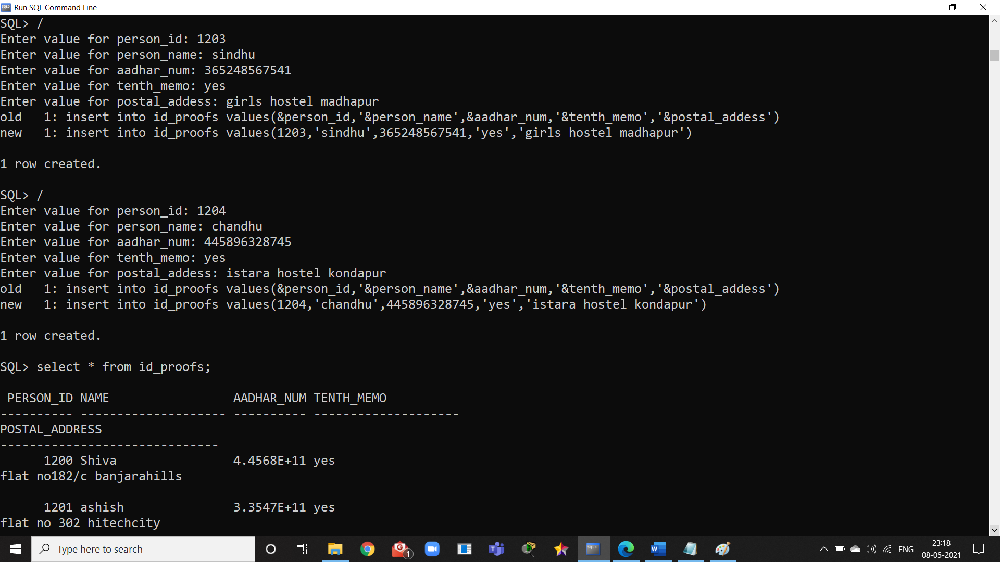 Run SQL Command Line
SQL> /
Enter value for person_id: 1203
Enter value for person_name: sindhu
Enter value for aadhar_num: 365248567541
Enter value for tenth_memo: yes
Enter value for postal_addess: girls hostel madhapur
old   1: insert into id_proofs values(&person_id,'&person_name',&aadhar_num,'&tenth_memo','&postal_addess')
new   1: insert into id_proofs values(1203,'sindhu',365248567541,'yes','girls hostel madhapur')
1 row created.
SQL> /
Enter value for person_id: 1204
Enter value for person_name: chandhu
Enter value for aadhar_num: 445896328745
Enter value for tenth_memo: yes
Enter value for postal_addess: istara hostel kondapur
old   1: insert into id_proofs values(&person_id,'&person_name',&aadhar_num,'&tenth_memo','&postal_addess')
new   1: insert into id_proofs values(1204,'chandhu',445896328745,'yes','istara hostel kondapur')
1 row created.
SQL> select * from id_proofs;
 PERSON_ID NAME                 AADHAR_NUM TENTH_MEMO
---------- -------------------- ---------- --------------------
POSTAL_ADDRESS
------------------------------
      1200 Shiva                4.4568E+11 yes
flat no182/c banjarahills
      1201 ashish               3.3547E+11 yes
flat no 302 hitechcity
Type here to search
1
ENG
23:18
08-05-2021